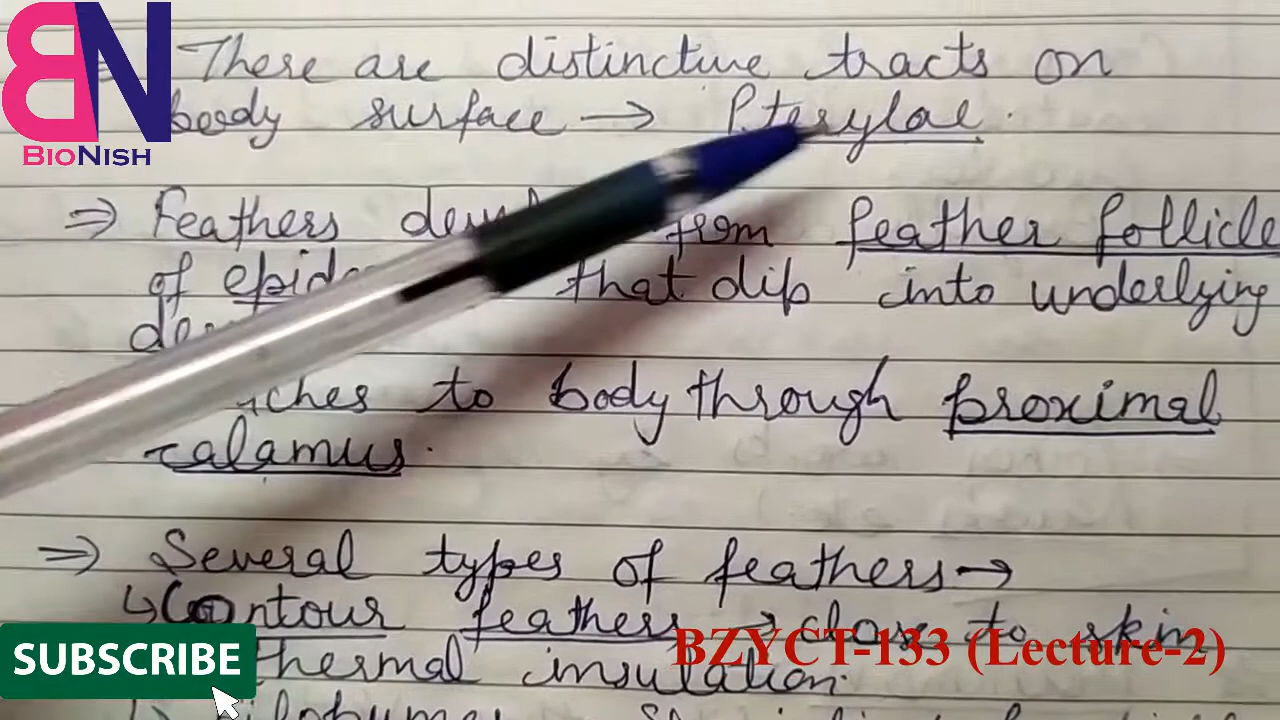 BN
BIONISH
There are distinctive tracts on
body surface → Pterylae.
⇒ Feathers from feather follicle
of that dip into underlying
to body through proximal
calamus.
⇒ Several types of feathers →
↳ Contour feathers → close to skin
thermal insulation.
SUBSCRIBE
BZYCT-133 (Lecture-2)